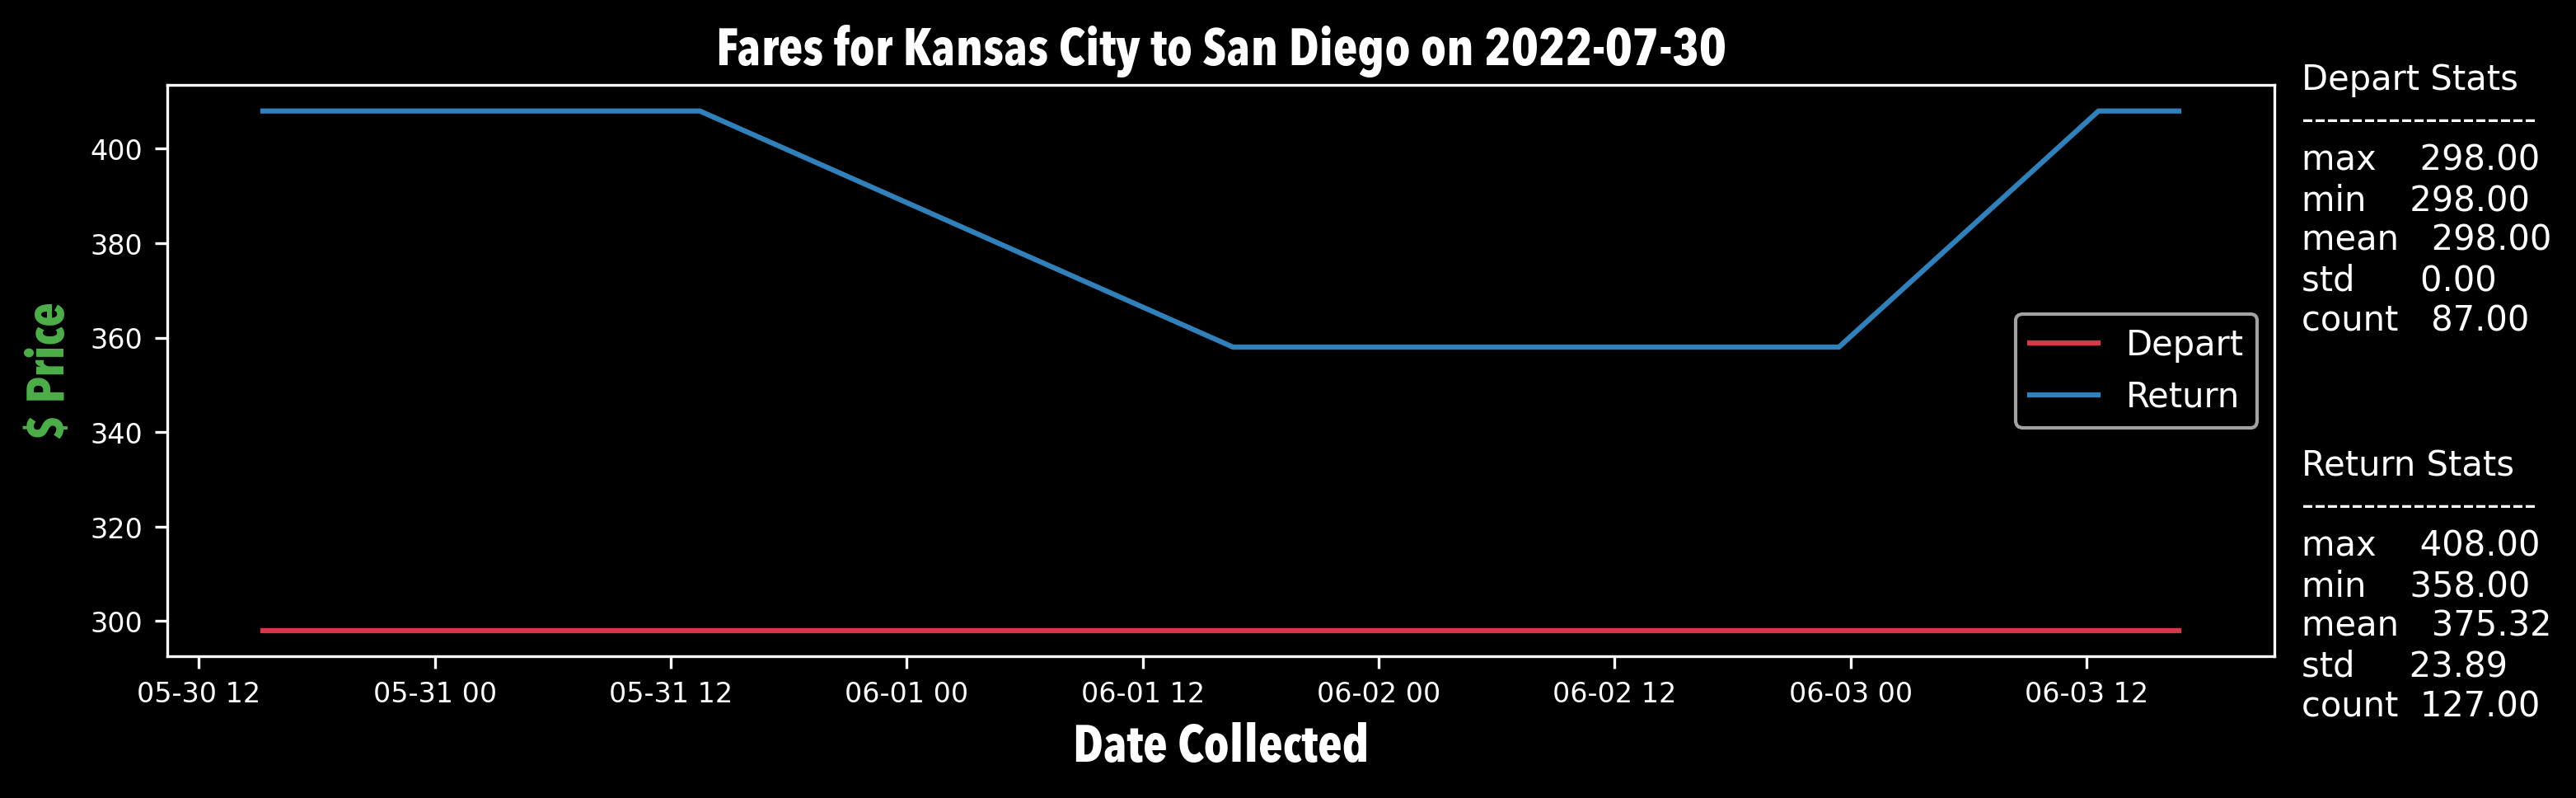 Fares for Kansas City to San Diego on 2022-07-30
$ Price
400
380
360
340
320
300
05-30 12
05-31 00
05-31 12
06-01 00
06-01 12
06-02 00
06-02 12
06-03 00
06-03 12
Date Collected
Depart
Return
Depart Stats
-------------------
max 298.00
min 298.00
mean 298.00
std 0.00
count 87.00
Return Stats
-------------------
max 408.00
min 358.00
mean 375.32
std 23.89
count 127.00